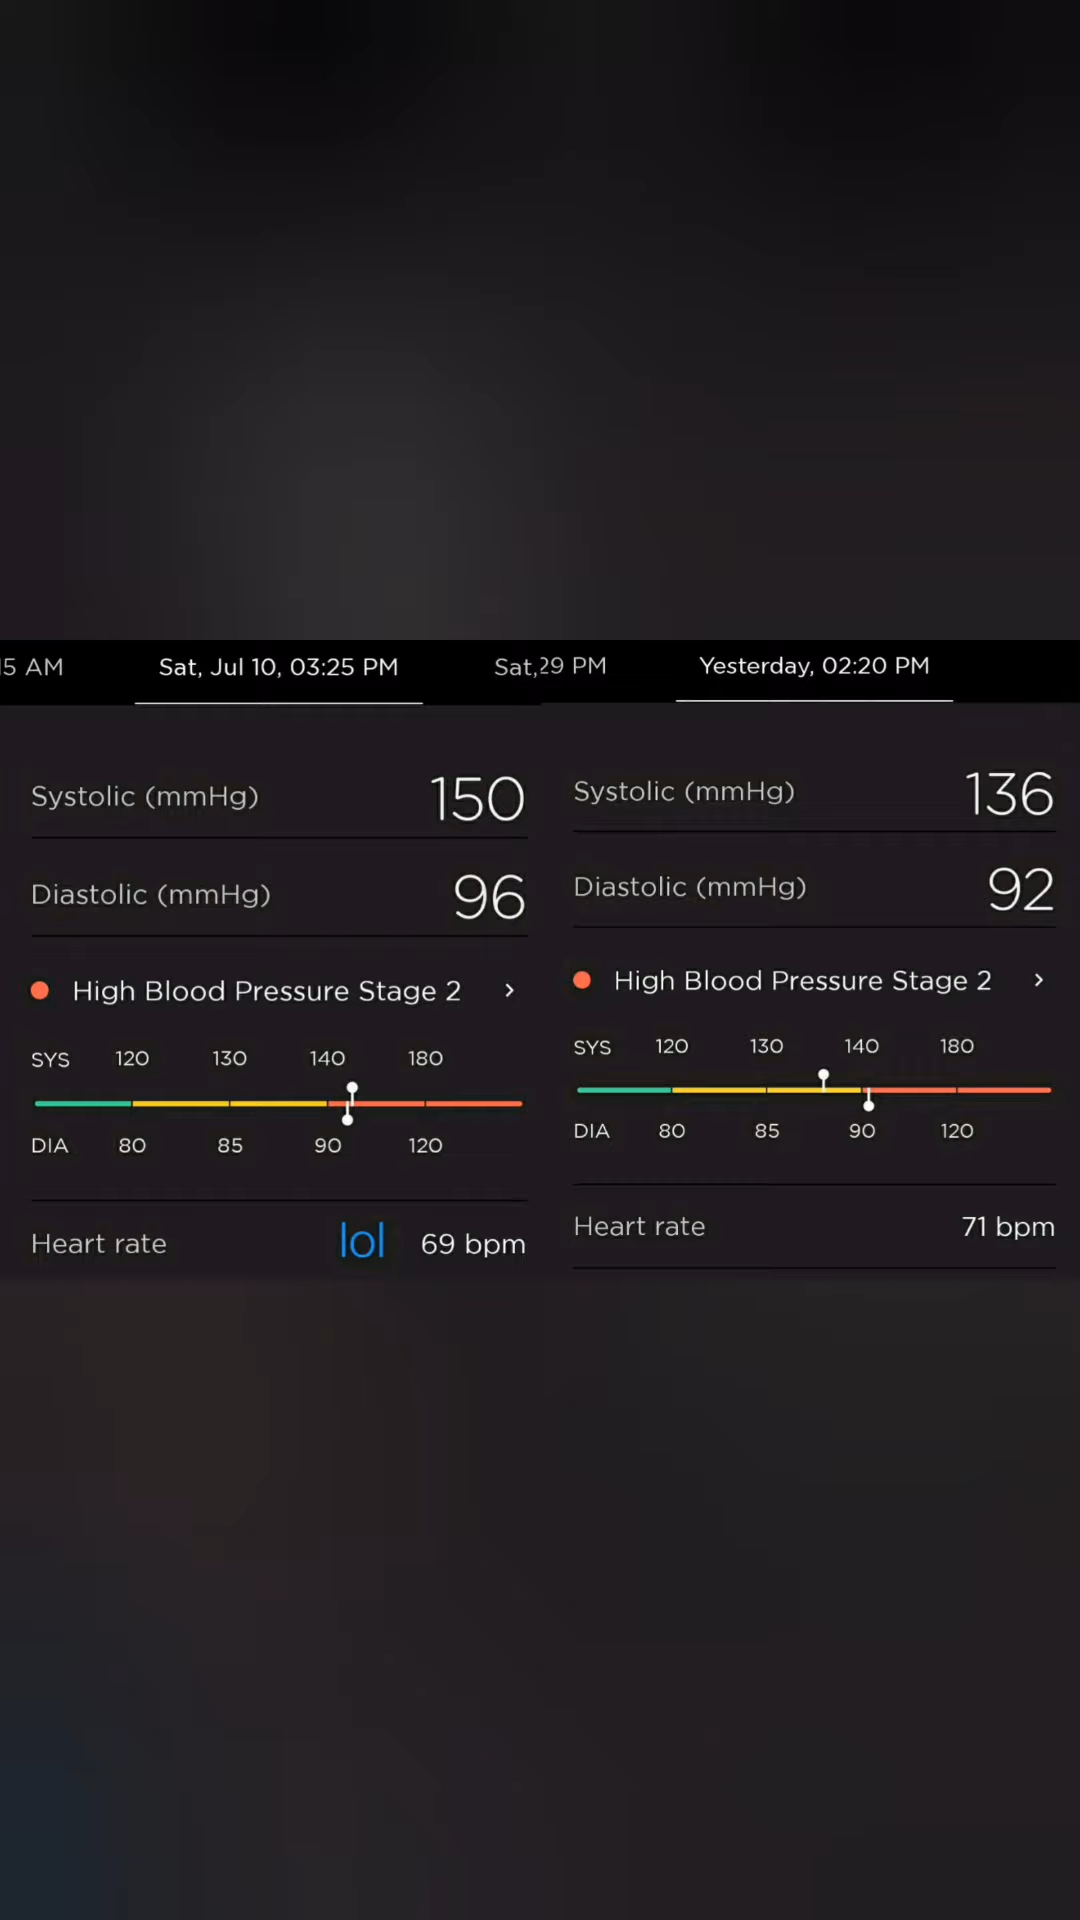 15 AM Sat, Jul 10, 03:25 PM Sat,
Systolic (mmHg) 150
Diastolic (mmHg) 96
High Blood Pressure Stage 2 >
SYS 120 130 140 180
DIA 80 85 90 120
Heart rate lol 69 bpm
29 PM Yesterday, 02:20 PM
Systolic (mmHg) 136
Diastolic (mmHg) 92
High Blood Pressure Stage 2 >
SYS 120 130 140 180
DIA 80 85 90 120
Heart rate 71 bpm